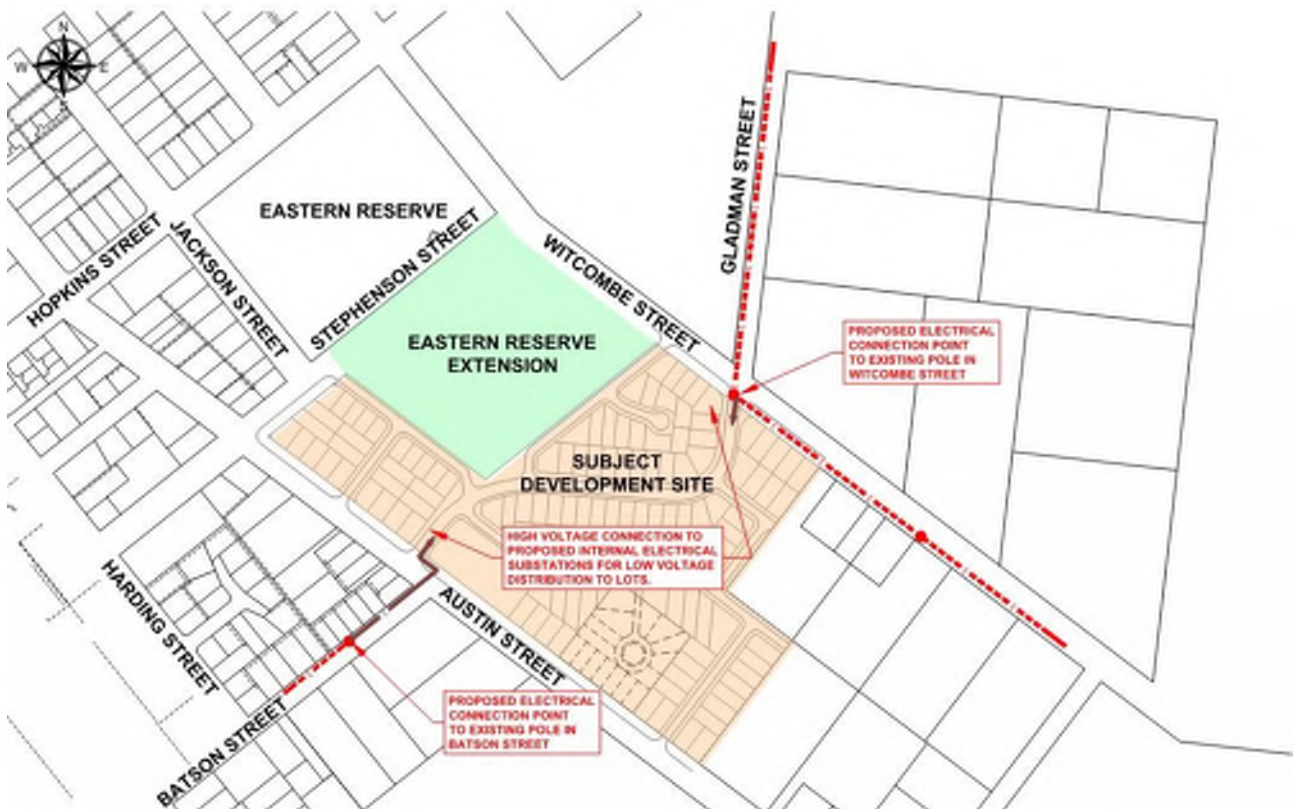 N
W
E
S
GLADMAN STREET
EASTERN RESERVE
HOPKINS STREET
JACKSON STREET
STEPHENSON STREET
WITCOMBE STREET
EASTERN RESERVE
EXTENSION
PROPOSED ELECTRICAL
CONNECTION POINT
TO EXISTING POLE IN
WITCOMBE STREET
SUBJECT
DEVELOPMENT SITE
HIGH VOLTAGE CONNECTION TO
PROPOSED INTERNAL ELECTRICAL
SUBSTATIONS FOR LOW VOLTAGE
DISTRIBUTION TO LOTS.
HARDING STREET
AUSTIN STREET
PROPOSED ELECTRICAL
CONNECTION POINT
TO EXISTING POLE IN
BATSON STREET
BATSON STREET